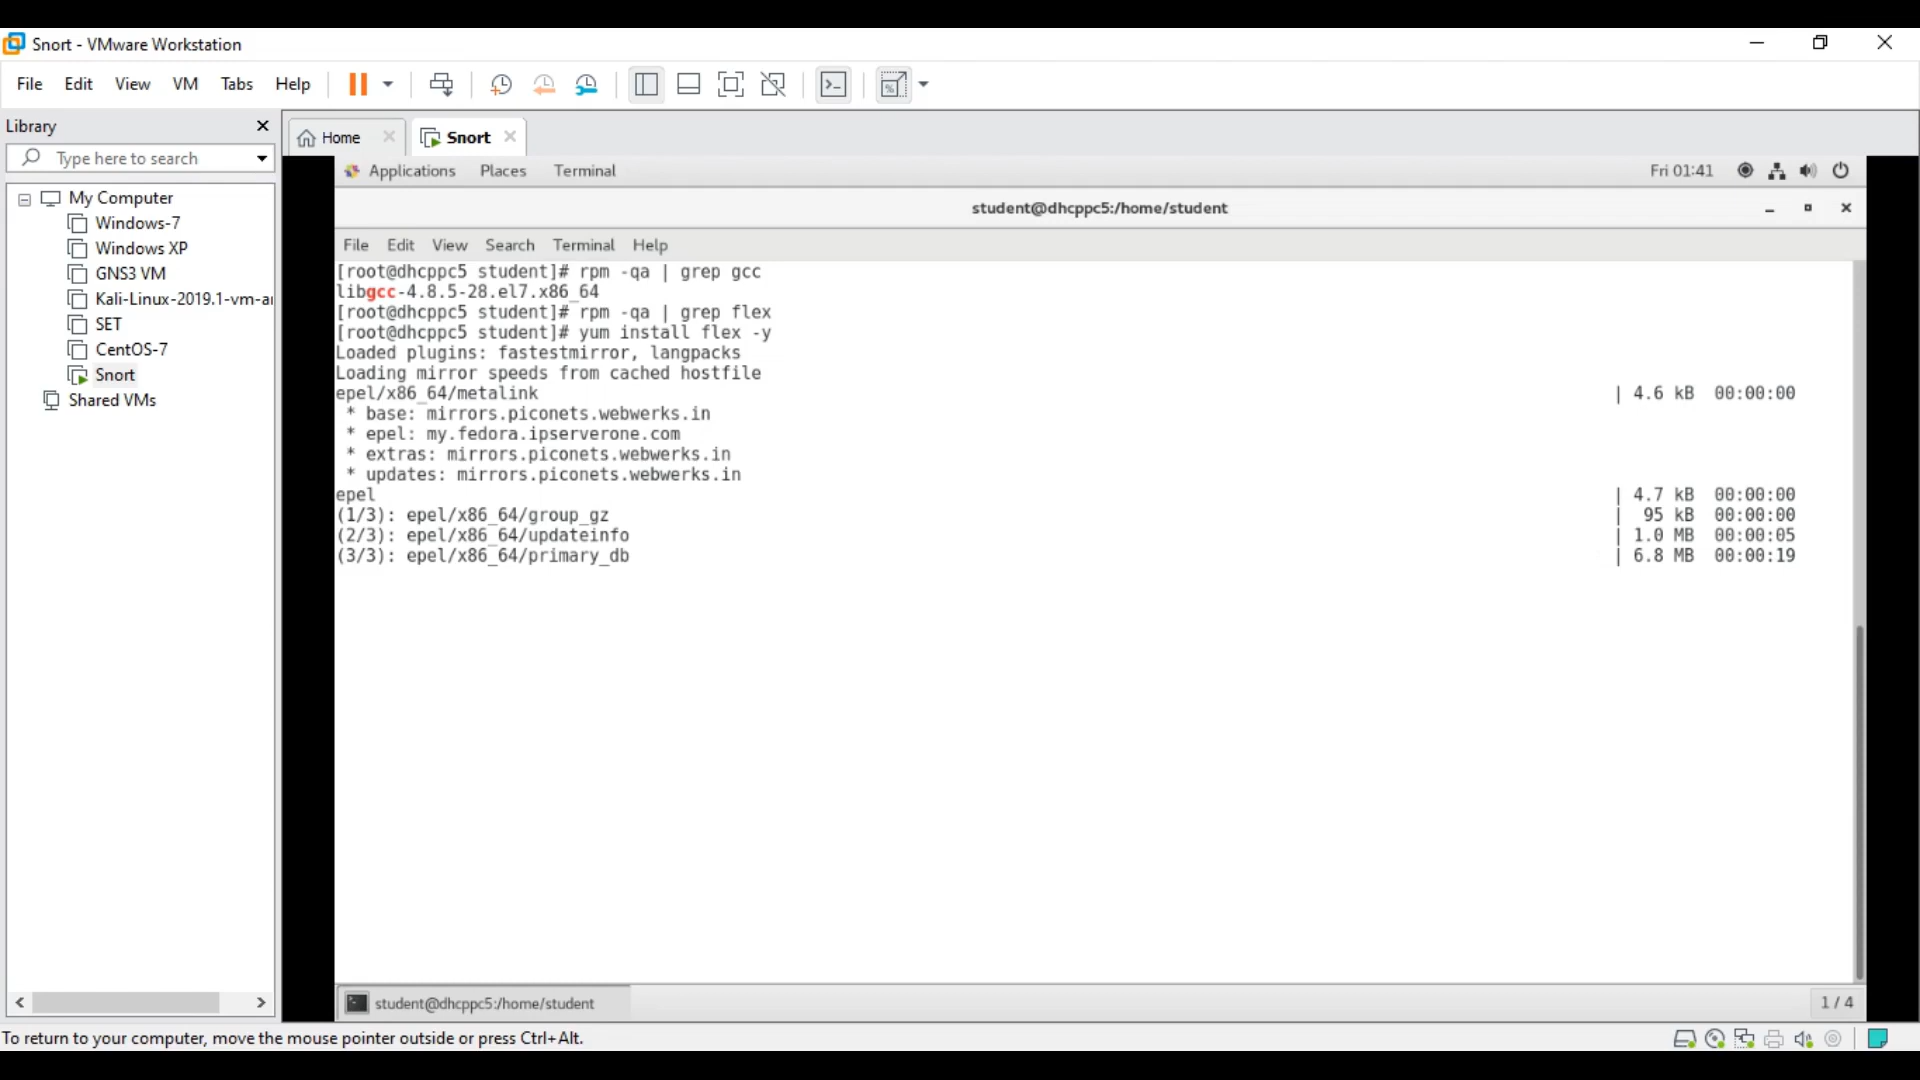 Snort - VMware Workstation
File Edit View VM Tabs Help
Library
Type here to search
My Computer
Windows-7
Windows XP
GNS3 VM
Kali-Linux-2019.1-vm-a
SET
CentOS-7
Snort
Shared VMs
Home
Snort
Applications Places Terminal
Fri 01:41
student@dhcppc5:/home/student
File Edit View Search Terminal Help
[root@dhcppc5 student]# rpm -qa | grep gcc
libgcc-4.8.5-28.el7.x86_64
[root@dhcppc5 student]# rpm -qa | grep flex
[root@dhcppc5 student]# yum install flex -y
Loaded plugins: fastestmirror, langpacks
Loading mirror speeds from cached hostfile
epel/x86_64/metalink | 4.6 kB 00:00:00
* base: mirrors.piconets.webwerks.in
* epel: my.fedora.ipserverone.com
* extras: mirrors.piconets.webwerks.in
* updates: mirrors.piconets.webwerks.in
epel | 4.7 kB 00:00:00
(1/3): epel/x86_64/group_gz | 95 kB 00:00:00
(2/3): epel/x86_64/updateinfo | 1.0 MB 00:00:05
(3/3): epel/x86_64/primary_db | 6.8 MB 00:00:19
student@dhcppc5:/home/student
1 / 4
To return to your computer, move the mouse pointer outside or press Ctrl+Alt.